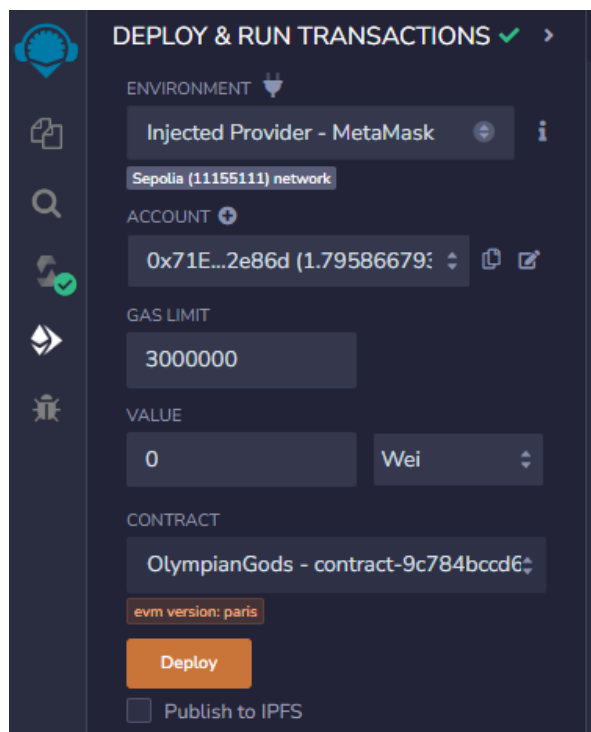 DEPLOY & RUN TRANSACTIONS
ENVIRONMENT
Injected Provider - MetaMask
Sepolia (11155111) network
ACCOUNT
0x71E...2e86d (1.795866793
GAS LIMIT
3000000
VALUE
0 Wei
CONTRACT
OlympianGods - contract-9c784bccd6
evm version: paris
Deploy
Publish to IPFS